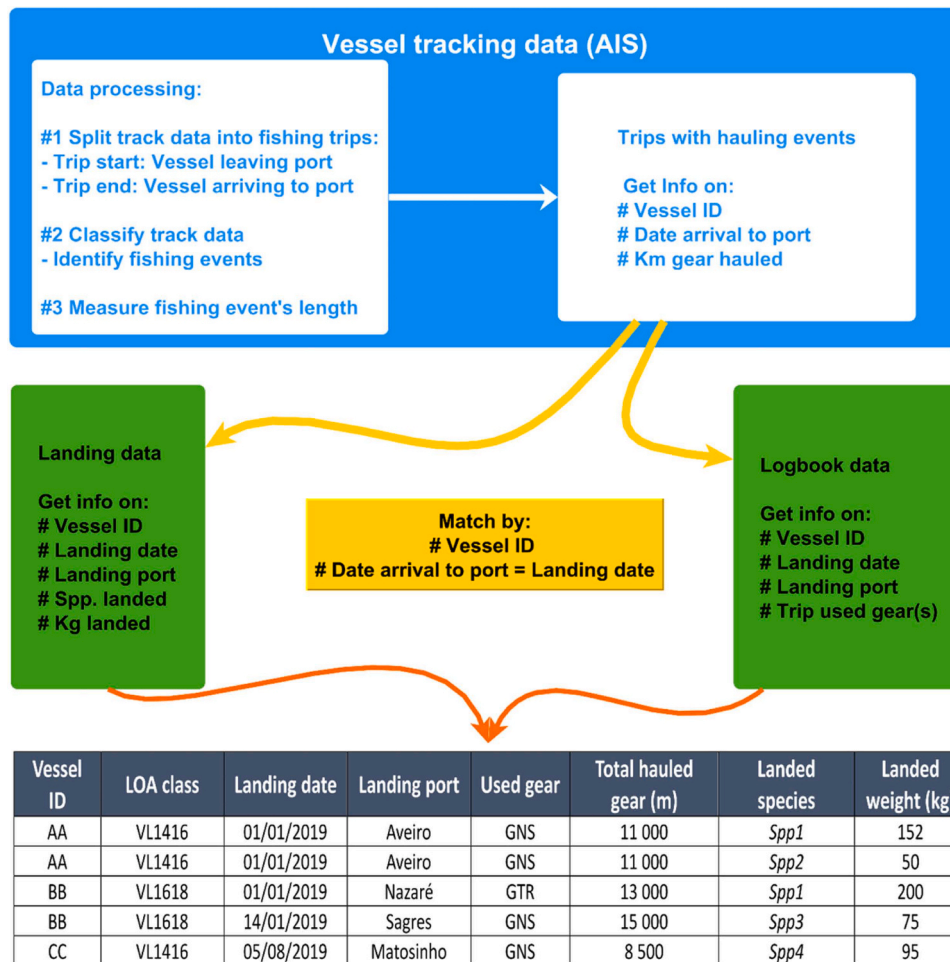 Vessel tracking data (AIS)
Data processing:
#1 Split track data into fishing trips:
- Trip start: Vessel leaving port
- Trip end: Vessel arriving to port
#2 Classify track data
- Identify fishing events
#3 Measure fishing event's length
Trips with hauling events
Get Info on:
# Vessel ID
# Date arrival to port
# Km gear hauled
Landing data
Get info on:
# Vessel ID
# Landing date
# Landing port
# Spp. landed
# Kg landed
Match by:
# Vessel ID
# Date arrival to port = Landing date
Logbook data
Get info on:
# Vessel ID
# Landing date
# Landing port
# Trip used gear(s)
Vessel ID LOA class Landing date Landing port Used gear Total hauled gear (m) Landed species Landed weight (kg
AA VL1416 01/01/2019 Aveiro GNS 11 000 Spp1 152
AA VL1416 01/01/2019 Aveiro GNS 11 000 Spp2 50
BB VL1618 01/01/2019 Nazaré GTR 13 000 Spp1 200
BB VL1618 14/01/2019 Sagres GNS 15 000 Spp3 75
CC VL1416 05/08/2019 Matosinho GNS 8 500 Spp4 95